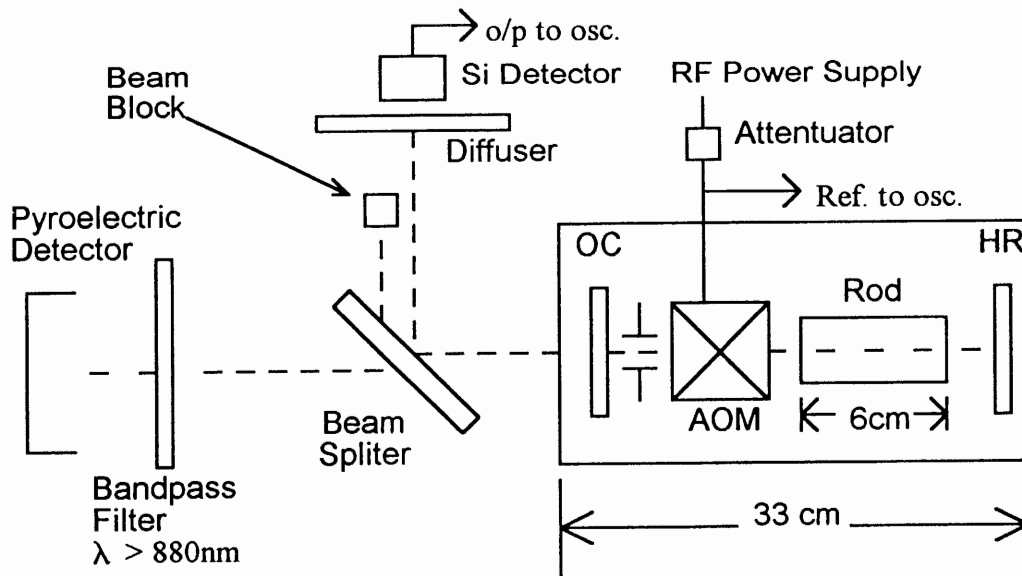 o/p to osc.
Si Detector
RF Power Supply
Beam
Block
Attentuator
Diffuser
Ref. to osc.
Pyroelectric
Detector
OC
HR
Rod
AOM
6cm
Beam
Spliter
Bandpass
Filter
λ > 880nm
33 cm